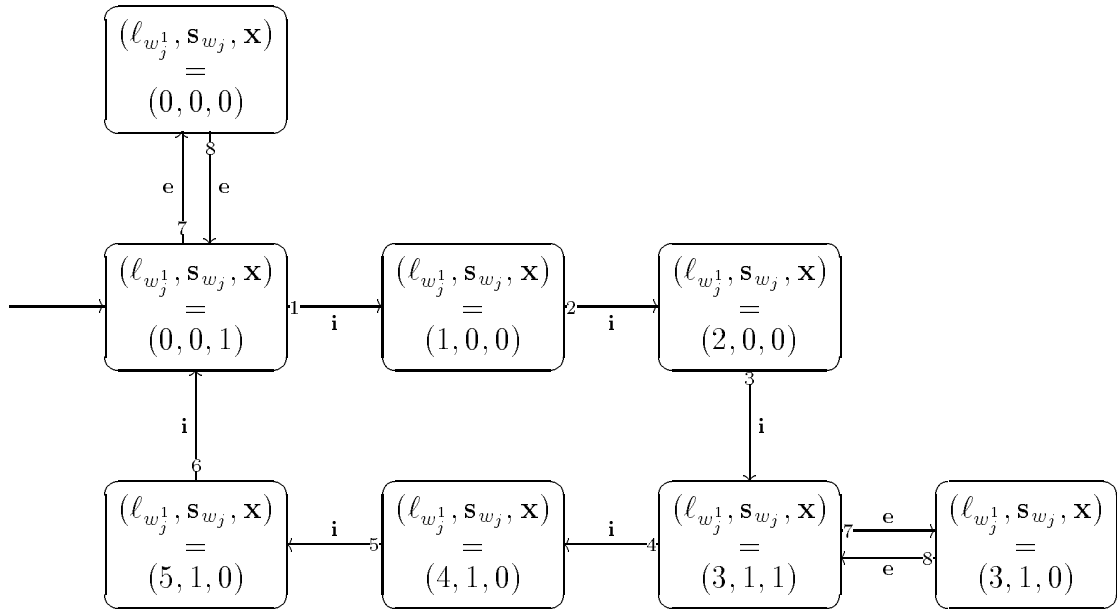 (ℓ_{w_j^1}, s_{w_j}, x)
=
(0, 0, 0)
8
e e
7
(ℓ_{w_j^1}, s_{w_j}, x)
=
(0, 0, 1)
1
i
(ℓ_{w_j^1}, s_{w_j}, x)
=
(1, 0, 0)
2
i
(ℓ_{w_j^1}, s_{w_j}, x)
=
(2, 0, 0)
3
i
i
6
(ℓ_{w_j^1}, s_{w_j}, x)
=
(5, 1, 0)
i
5
(ℓ_{w_j^1}, s_{w_j}, x)
=
(4, 1, 0)
i
4
(ℓ_{w_j^1}, s_{w_j}, x)
=
(3, 1, 1)
7
e
8
e
(ℓ_{w_j^1}, s_{w_j}, x)
=
(3, 1, 0)